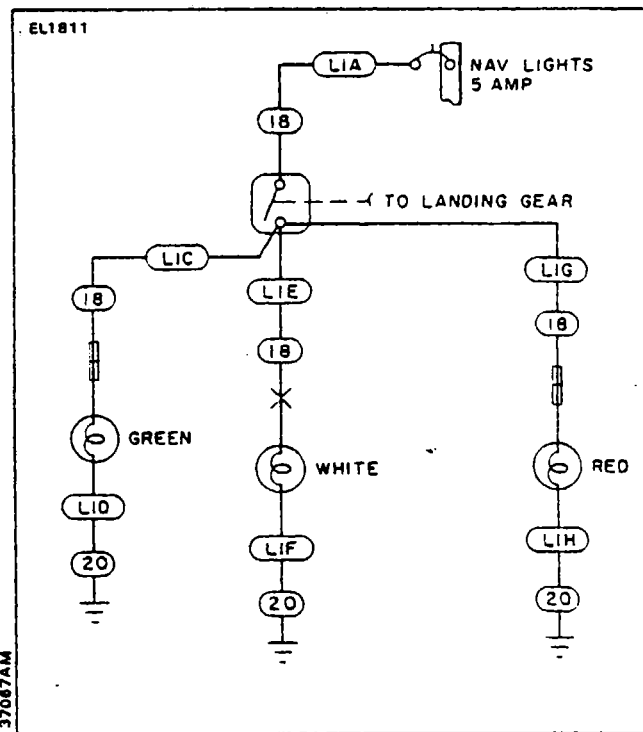 EL1811
L1A
NAV LIGHTS
5 AMP
18
TO LANDING GEAR
L1C
L1E
L1G
18
18
18
GREEN
WHITE
RED
L1D
L1F
L1H
20
20
20
37067AM